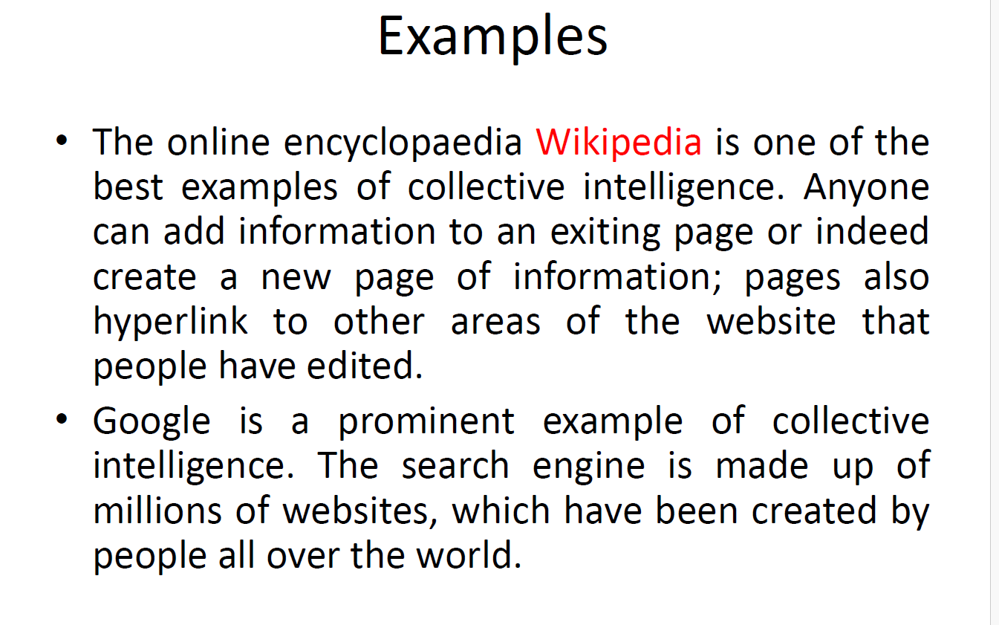 Examples
• The online encyclopaedia Wikipedia is one of the
best examples of collective intelligence. Anyone
can add information to an exiting page or indeed
create a new page of information; pages also
hyperlink to other areas of the website that
people have edited.
• Google is a prominent example of collective
intelligence. The search engine is made up of
millions of websites, which have been created by
people all over the world.